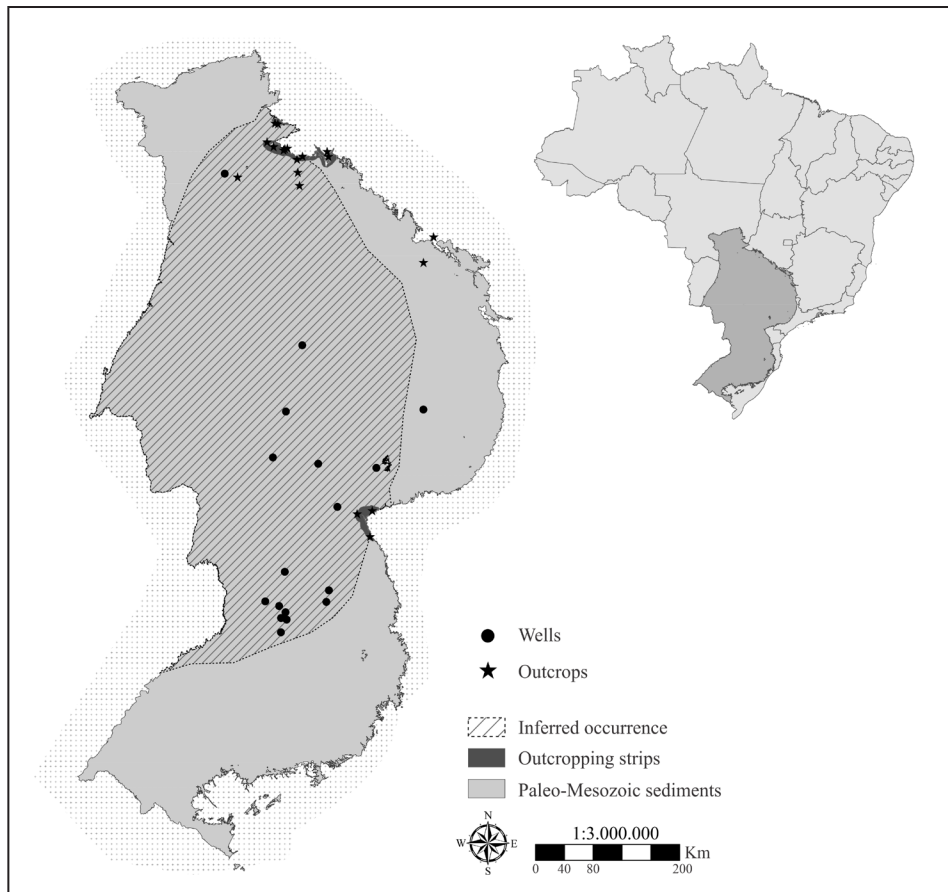 Wells
Outcrops
Inferred occurrence
Outcropping strips
Paleo-Mesozoic sediments
N
W E
S
1:3.000.000
Km
0 40 80 200